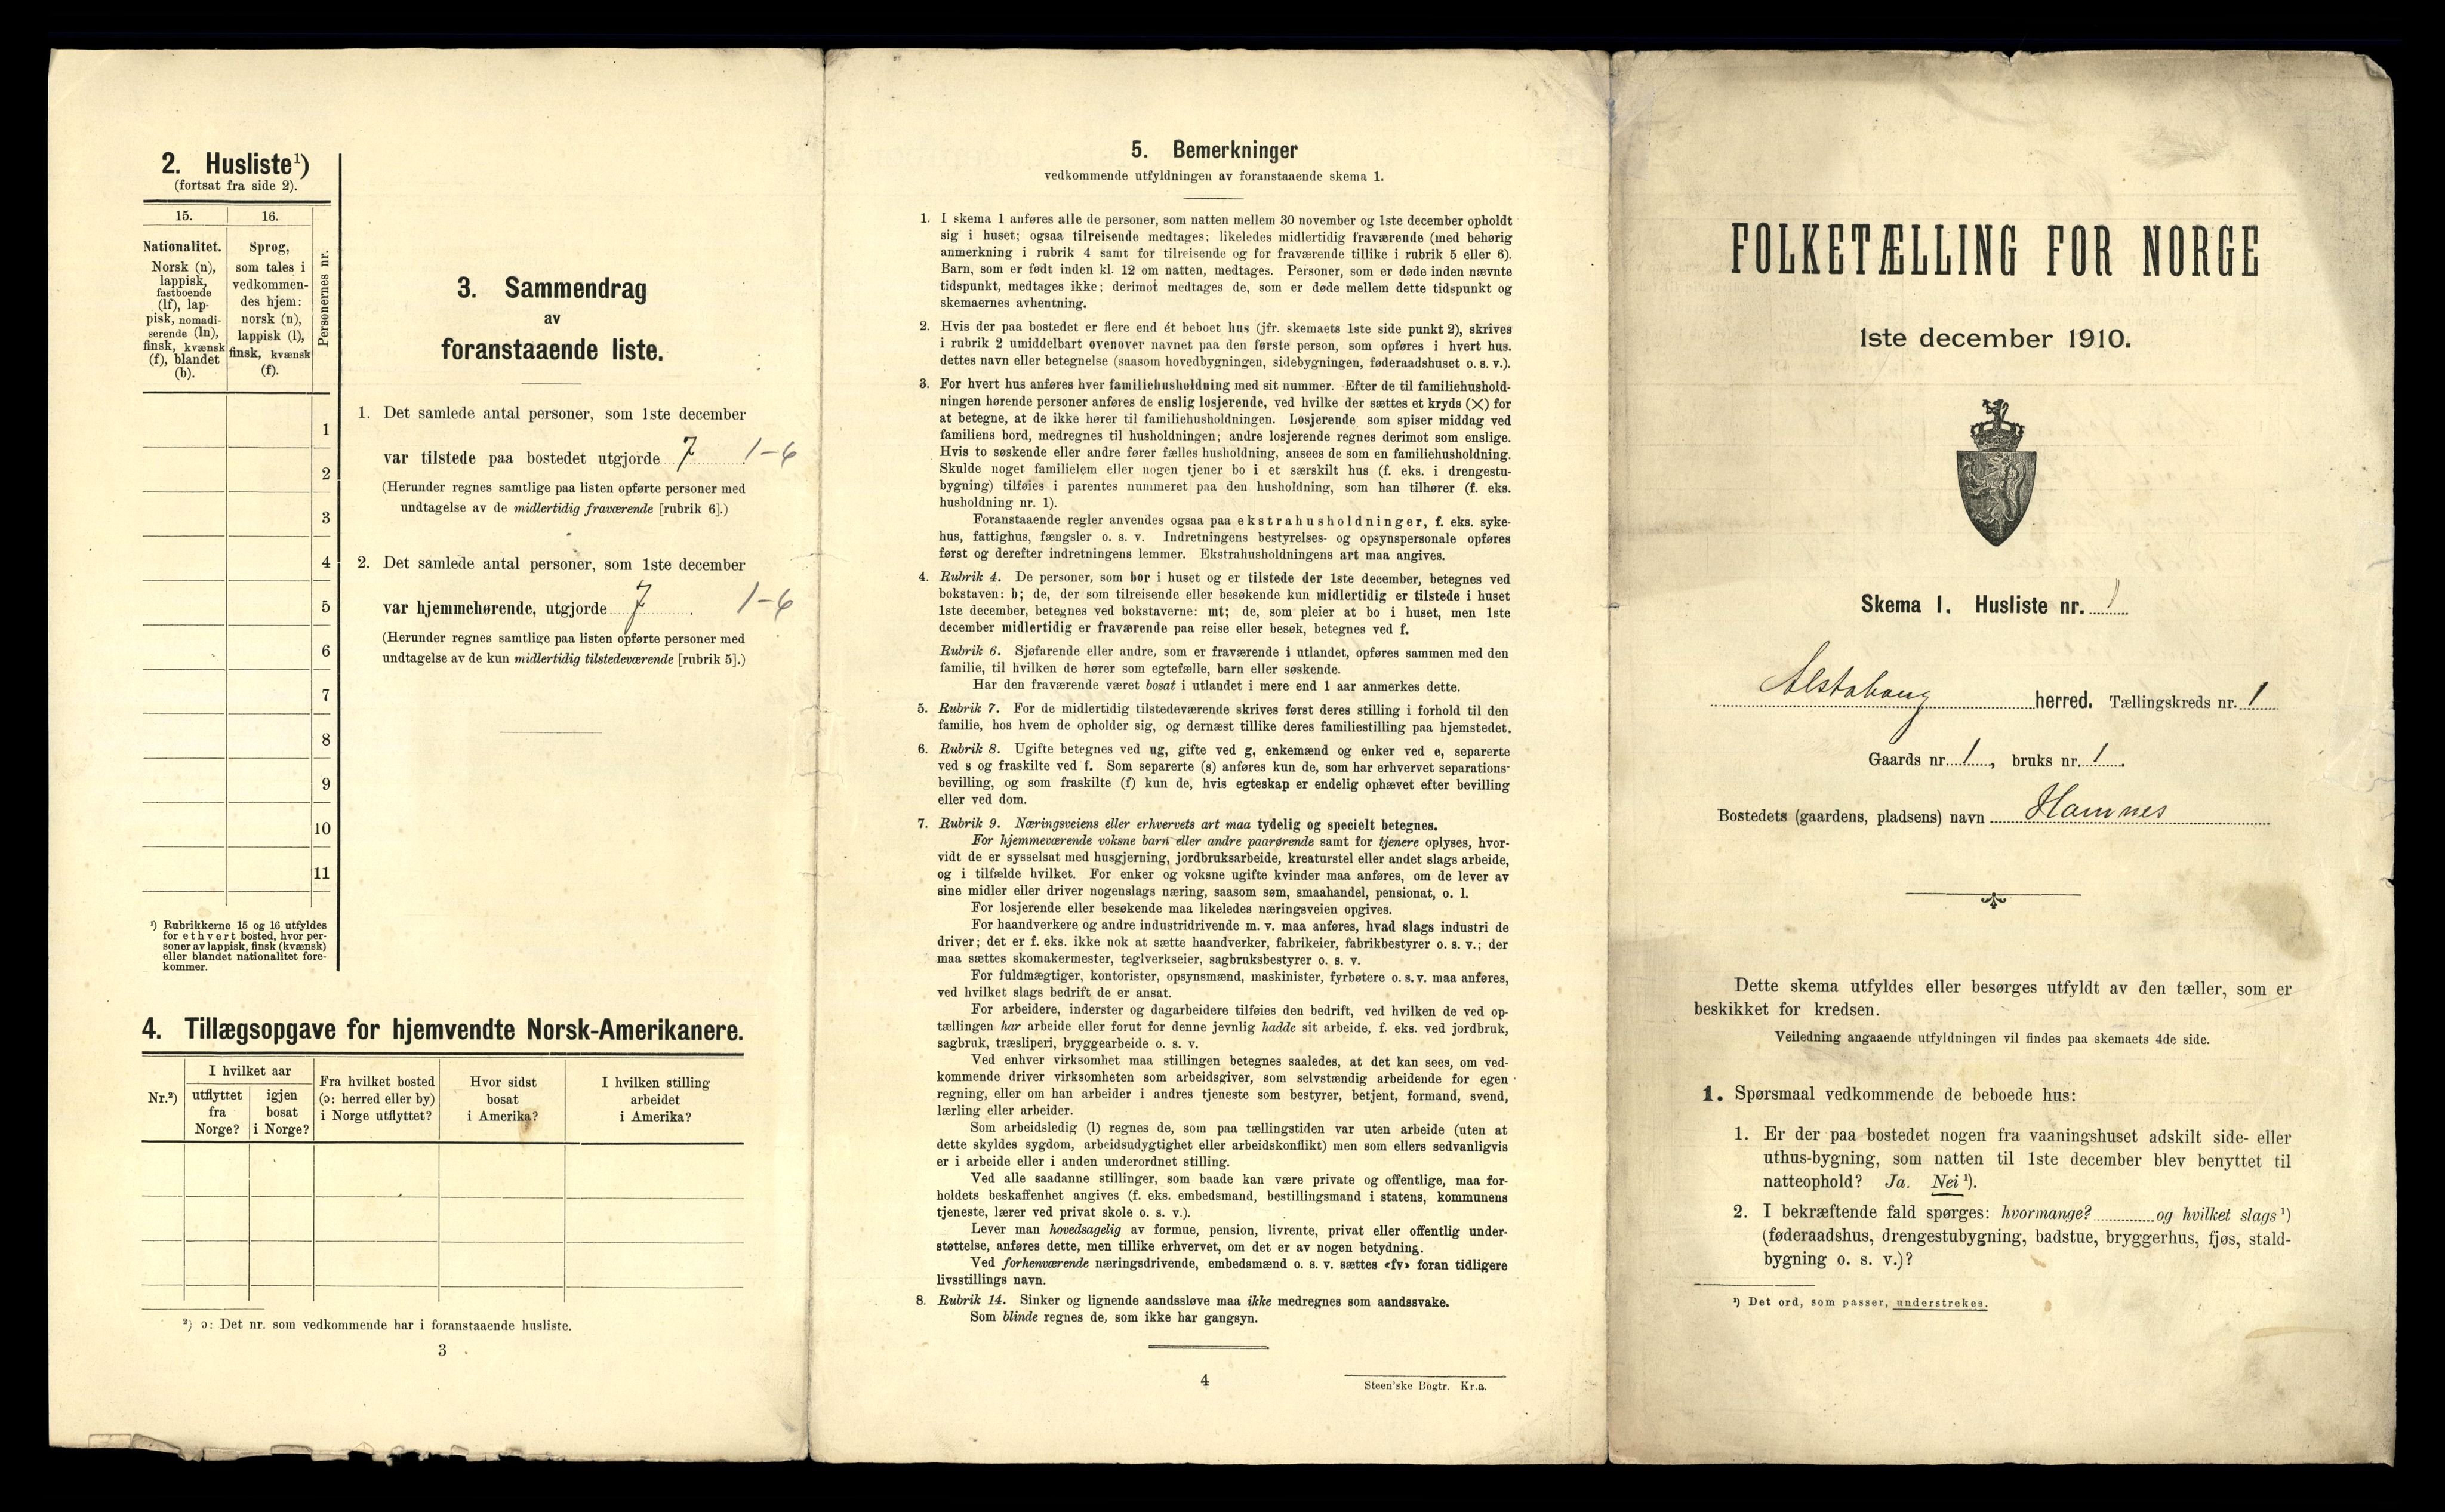 2. Husliste¹)
(fortsat fra side 2).
15.
16.
Personernes nr.
Nationalitet.
Norsk (n),
lappisk,
fastboende
(lf), lap-
pisk, nomadi-
serende (ln),
finsk, kvænsk
(f), blandet
(b).
Sprog,
som tales i
vedkommen-
des hjem:
norsk (n),
lappisk (l),
finsk, kvænsk
(f).
1
2
3
4
5
6
7
8
9
10
11
¹) Rubrikkerne 15 og 16 utfyldes
for ethvert bosted, hvor per-
soner av lappisk, finsk (kvænsk)
eller blandet nationalitet fore-
kommer.
3. Sammendrag
av
foranstaaende liste.
1. Det samlede antal personer, som 1ste december
var tilstede paa bostedet utgjorde 7 1-6
(Herunder regnes samtlige paa listen opførte personer med
undtagelse av de midlertidig fraværende [rubrik 6].)
2. Det samlede antal personer, som 1ste december
var hjemmehørende, utgjorde 7. 1-6
(Herunder regnes samtlige paa listen opførte personer med
undtagelse av de kun midlertidig tilstedeværende [rubrik 5].)
4. Tillægsopgave for hjemvendte Norsk-Amerikanere.
Nr.²)
I hvilket aar
utflyttet
fra
Norge?
igjen
bosat
i Norge?
Fra hvilket bosted
(ɔ: herred eller by)
i Norge utflyttet?
Hvor sidst
bosat
i Amerika?
I hvilken stilling
arbeidet
i Amerika?
²) ɔ: Det nr. som vedkommende har i foranstaaende husliste.
3
5. Bemerkninger
vedkommende utfyldningen av foranstaaende skema 1.
1. I skema 1 anføres alle de personer, som natten mellem 30 november og 1ste december opholdt
sig i huset; ogsaa tilreisende medtages; likeledes midlertidig fraværende (med behørig
anmerkning i rubrik 4 samt for tilreisende og for fraværende tillike i rubrik 5 eller 6).
Barn, som er født inden kl. 12 om natten, medtages. Personer, som er døde inden nævnte
tidspunkt, medtages ikke; derimot medtages de, som er døde mellem dette tidspunkt og
skemaernes avhentning.
2. Hvis der paa bostedet er flere end ét beboet hus (jfr. skemaets 1ste side punkt 2), skrives
i rubrik 2 umiddelbart ovenover navnet paa den første person, som opføres i hvert hus.
dettes navn eller betegnelse (saasom hovedbygningen, sidebygningen, føderaadshuset o. s. v.).
3. For hvert hus anføres hver familiehusholdning med sit nummer. Efter de til familiehushold-
ningen hørende personer anføres de enslig losjerende, ved hvilke der sættes et kryds (×) for
at betegne, at de ikke hører til familiehusholdningen. Losjerende som spiser middag ved
familiens bord, medregnes til husholdningen; andre losjerende regnes derimot som enslige.
Hvis to søskende eller andre fører fælles husholdning, ansees de som en familiehusholdning.
Skulde noget familielem eller nogen tjener bo i et særskilt hus (f. eks. i drengestu-
bygning) tilføies i parentes nummeret paa den husholdning, som han tilhører (f. eks.
husholdning nr. 1).
Foranstaaende regler anvendes ogsaa paa ekstrahusholdninger, f. eks. syke-
hus, fattighus, fængsler o. s. v. Indretningens bestyrelses- og opsynspersonale opføres
først og derefter indretningens lemmer. Ekstrahusholdningens art maa angives.
4. Rubrik 4. De personer, som bor i huset og er tilstede der 1ste december, betegnes ved
bokstaven: b; de, der som tilreisende eller besøkende kun midlertidig er tilstede i huset
1ste december, betegnes ved bokstaverne: mt; de, som pleier at bo i huset, men 1ste
december midlertidig er fraværende paa reise eller besøk, betegnes ved f.
Rubrik 6. Sjøfarende eller andre, som er fraværende i utlandet, opføres sammen med den
familie, til hvilken de hører som egtefælle, barn eller søskende.
Har den fraværende været bosat i utlandet i mere end 1 aar anmerkes dette.
5. Rubrik 7. For de midlertidig tilstedeværende skrives først deres stilling i forhold til den
familie, hos hvem de opholder sig, og dernæst tillike deres familiestilling paa hjemstedet.
6. Rubrik 8. Ugifte betegnes ved ug, gifte ved g, enkemænd og enker ved e, separerte
ved s og fraskilte ved f. Som separerte (s) anføres kun de, som har erhvervet separations-
bevilling, og som fraskilte (f) kun de, hvis egteskap er endelig ophævet efter bevilling
eller ved dom.
7. Rubrik 9. Næringsveiens eller erhvervets art maa tydelig og specielt betegnes.
For hjemmeværende voksne barn eller andre paarørende samt for tjenere oplyses, hvor-
vidt de er sysselsat med husgjerning, jordbruksarbeide, kreaturstel eller andet slags arbeide,
og i tilfælde hvilket. For enker og voksne ugifte kvinder maa anføres, om de lever av
sine midler eller driver nogenslags næring, saasom søm, smaahandel, pensionat, o. l.
For losjerende eller besøkende maa likeledes næringsveien opgives.
For haandverkere og andre industridrivende m. v. maa anføres, hvad slags industri de
driver; det er f. eks. ikke nok at sætte haandverker, fabrikeier, fabrikbestyrer o. s. v.; der
maa sættes skomakermester, teglverkseier, sagbruksbestyrer o. s. v.
For fuldmægtiger, kontorister, opsynsmænd, maskinister, fyrbøtere o. s. v. maa anføres,
ved hvilket slags bedrift de er ansat.
For arbeidere, inderster og dagarbeidere tilføies den bedrift, ved hvilken de ved op-
tællingen har arbeide eller forut for denne jevnlig hadde sit arbeide, f. eks. ved jordbruk,
sagbruk, træsliperi, bryggearbeide o. s. v.
Ved enhver virksomhet maa stillingen betegnes saaledes, at det kan sees, om ved-
kommende driver virksomheten som arbeidsgiver, som selvstændig arbeidende for egen
regning, eller om han arbeider i andres tjeneste som bestyrer, betjent, formand, svend,
lærling eller arbeider.
Som arbeidsledig (l) regnes de, som paa tællingstiden var uten arbeide (uten at
dette skyldes sygdom, arbeidsudygtighet eller arbeidskonflikt) men som ellers sedvanligvis
er i arbeide eller i anden underordnet stilling.
Ved alle saadanne stillinger, som baade kan være private og offentlige, maa for-
holdets beskaffenhet angives (f. eks. embedsmand, bestillingsmand i statens, kommunens
tjeneste, lærer ved privat skole o. s. v.).
Lever man hovedsagelig av formue, pension, livrente, privat eller offentlig under-
støttelse, anføres dette, men tillike erhvervet, om det er av nogen betydning.
Ved forhenværende næringsdrivende, embedsmænd o. s. v. sættes «fv» foran tidligere
livsstillings navn.
8. Rubrik 14. Sinker og lignende aandssløve maa ikke medregnes som aandssvake.
Som blinde regnes de, som ikke har gangsyn.
4
Steen'ske Bogtr. Kr.a.
FOLKETÆLLING FOR NORGE
1ste december 1910.
Skema 1. Husliste nr. 1
Alstahaug herred. Tællingskreds nr. 1
Gaards nr. 1, bruks nr. 1.
Bostedets (gaardens, pladsens) navn Hamnes
Dette skema utfyldes eller besørges utfyldt av den tæller, som er
beskikket for kredsen.
Veiledning angaaende utfyldningen vil findes paa skemaets 4de side.
1. Spørsmaal vedkommende de beboede hus:
1. Er der paa bostedet nogen fra vaaningshuset adskilt side- eller
uthus-bygning, som natten til 1ste december blev benyttet til
natteophold? Ja. Nei ¹).
2. I bekræftende fald spørges: hvormange? og hvilket slags ¹)
(føderaadshus, drengestubygning, badstue, bryggerhus, fjøs, stald-
bygning o. s. v.)?
¹) Det ord, som passer, understrekes.